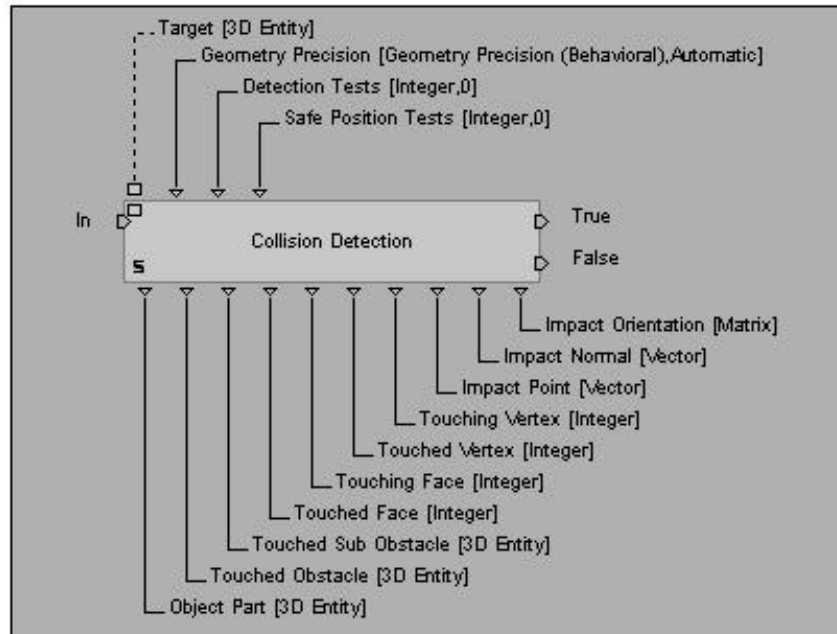 Target [3D Entity]
Geometry Precision [Geometry Precision (Behavioral),Automatic]
Detection Tests [Integer,0]
Safe Position Tests [Integer,0]
In
True
Collision Detection
False
S
Impact Orientation [Matrix]
Impact Normal [Vector]
Impact Point [Vector]
Touching Vertex [Integer]
Touched Vertex [Integer]
Touching Face [Integer]
Touched Face [Integer]
Touched Sub Obstacle [3D Entity]
Touched Obstacle [3D Entity]
Object Part [3D Entity]